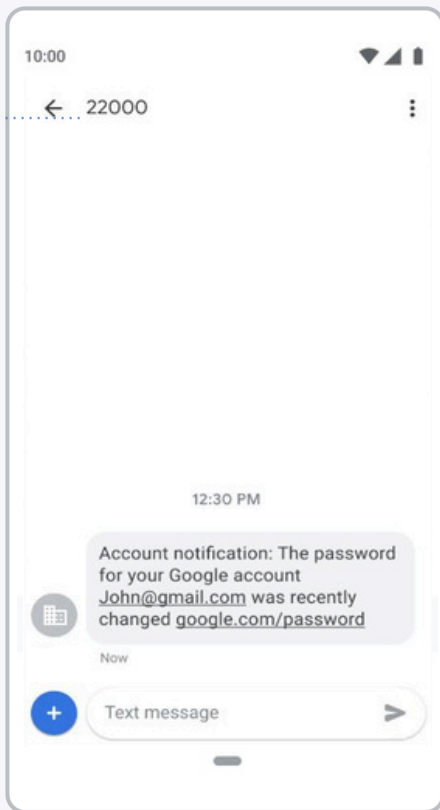 10:00
22000
12:30 PM
Account notification: The password
for your Google account
John@gmail.com was recently
changed google.com/password
Now
Text message